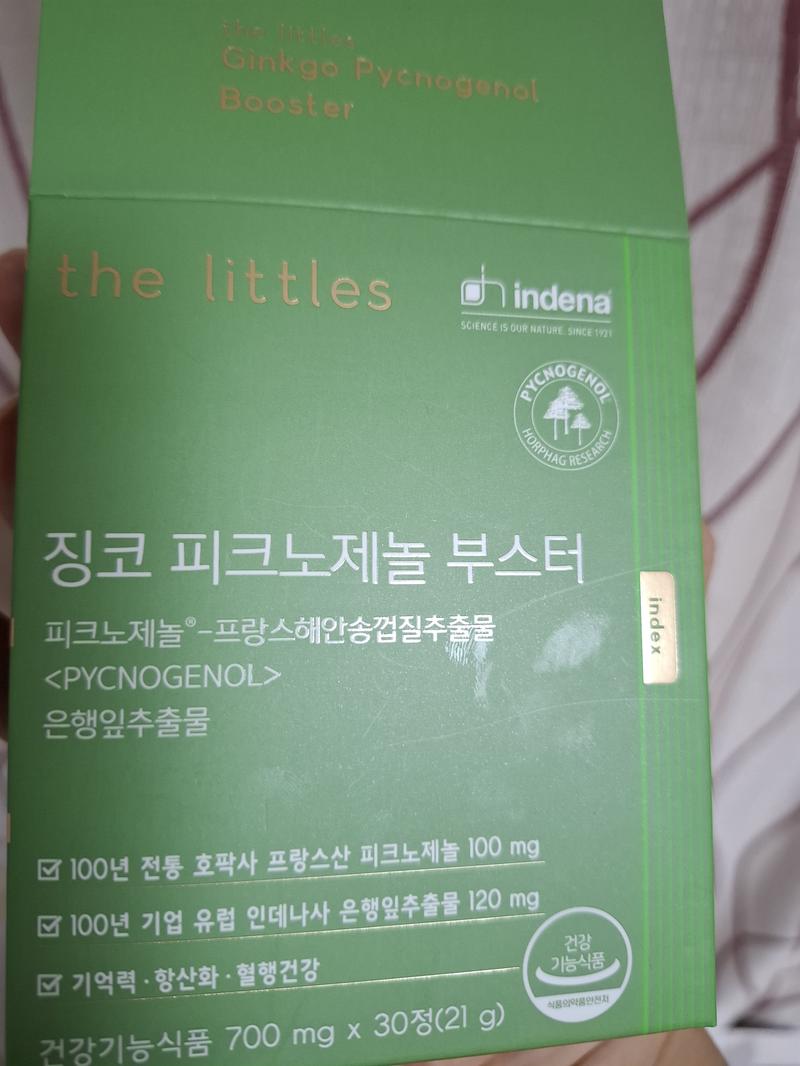 the littles
Ginkgo Pycnogenol
Booster
the littles
indena
SCIENCE IS OUR NATURE. SINCE 1921
PYCNOGENOL
HORPHAG RESEARCH
징코 피크노제놀 부스터
피크노제놀®-프랑스해안송껍질추출물
<PYCNOGENOL>
은행잎추출물
index
100년 전통 호팍사 프랑스산 피크노제놀 100 mg
100년 기업 유럽 인데나사 은행잎추출물 120 mg
기억력·항산화·혈행건강
건강
기능식품
식품의약품안전처
건강기능식품 700 mg x 30정(21 g)